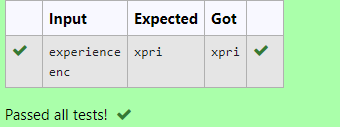 Input Expected Got
experience xpri xpri
enc
Passed all tests!